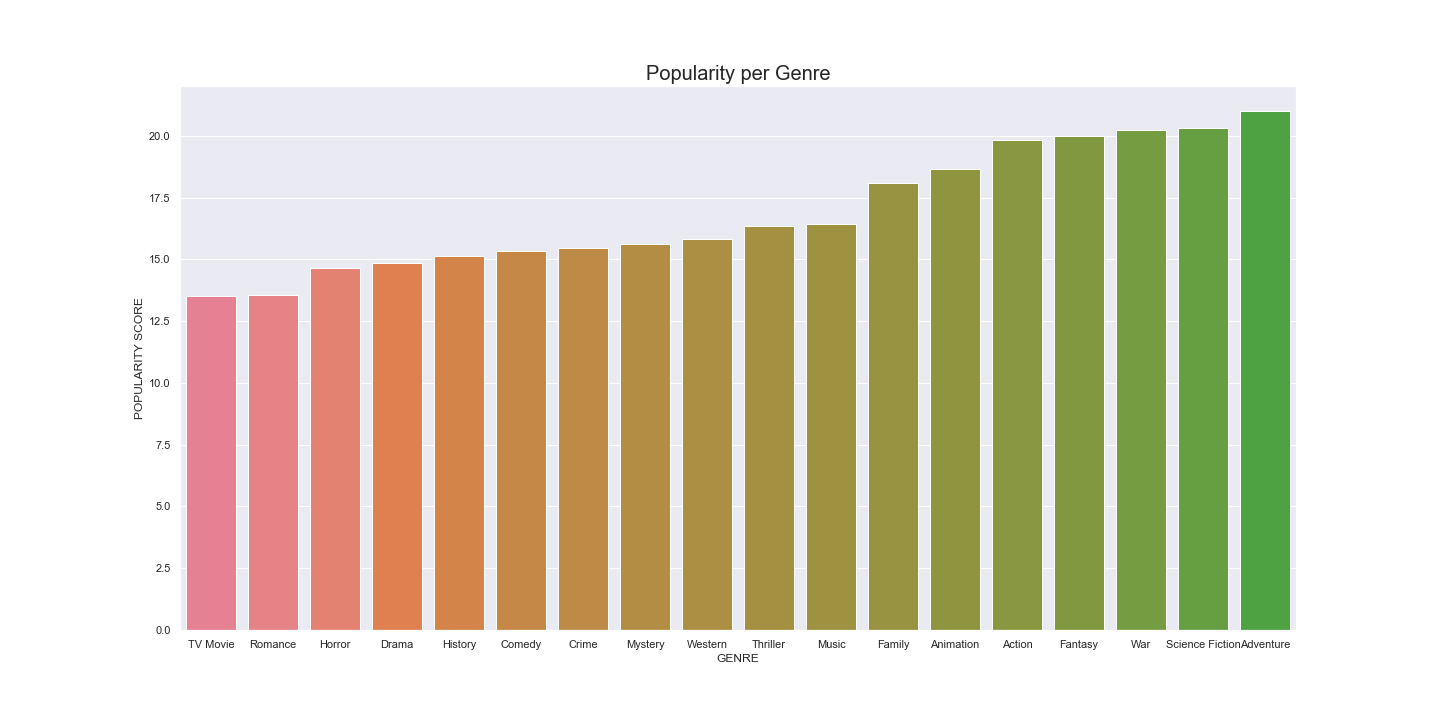 Popularity per Genre
POPULARITY SCORE
20.0
17.5
15.0
12.5
10.0
7.5
5.0
2.5
0.0
TV Movie Romance Horror Drama History Comedy Crime Mystery Western Thriller Music Family Animation Action Fantasy War Science Fiction Adventure
GENRE